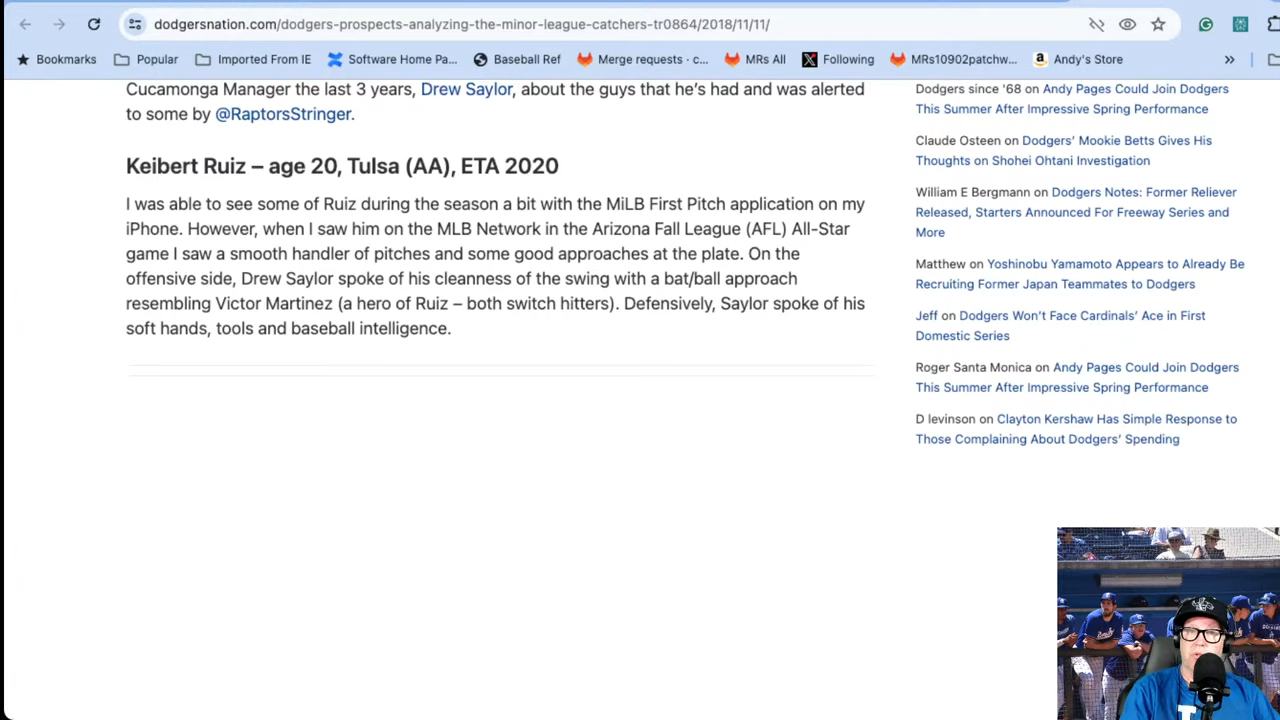 dodgersnation.com/dodgers-prospects-analyzing-the-minor-league-catchers-tr0864/2018/11/11/
Bookmarks Popular Imported From IE Software Home Pa... Baseball Ref Merge requests · c... MRs All Following MRs10902patchw... Andy's Store »
Cucamonga Manager the last 3 years, Drew Saylor, about the guys that he's had and was alerted
to some by @RaptorsStringer.
Keibert Ruiz – age 20, Tulsa (AA), ETA 2020
I was able to see some of Ruiz during the season a bit with the MiLB First Pitch application on my
iPhone. However, when I saw him on the MLB Network in the Arizona Fall League (AFL) All-Star
game I saw a smooth handler of pitches and some good approaches at the plate. On the
offensive side, Drew Saylor spoke of his cleanness of the swing with a bat/ball approach
resembling Victor Martinez (a hero of Ruiz – both switch hitters). Defensively, Saylor spoke of his
soft hands, tools and baseball intelligence.
Dodgers since '68 on Andy Pages Could Join Dodgers
This Summer After Impressive Spring Performance
Claude Osteen on Dodgers' Mookie Betts Gives His
Thoughts on Shohei Ohtani Investigation
William E Bergmann on Dodgers Notes: Former Reliever
Released, Starters Announced For Freeway Series and
More
Matthew on Yoshinobu Yamamoto Appears to Already Be
Recruiting Former Japan Teammates to Dodgers
Jeff on Dodgers Won't Face Cardinals' Ace in First
Domestic Series
Roger Santa Monica on Andy Pages Could Join Dodgers
This Summer After Impressive Spring Performance
D levinson on Clayton Kershaw Has Simple Response to
Those Complaining About Dodgers' Spending